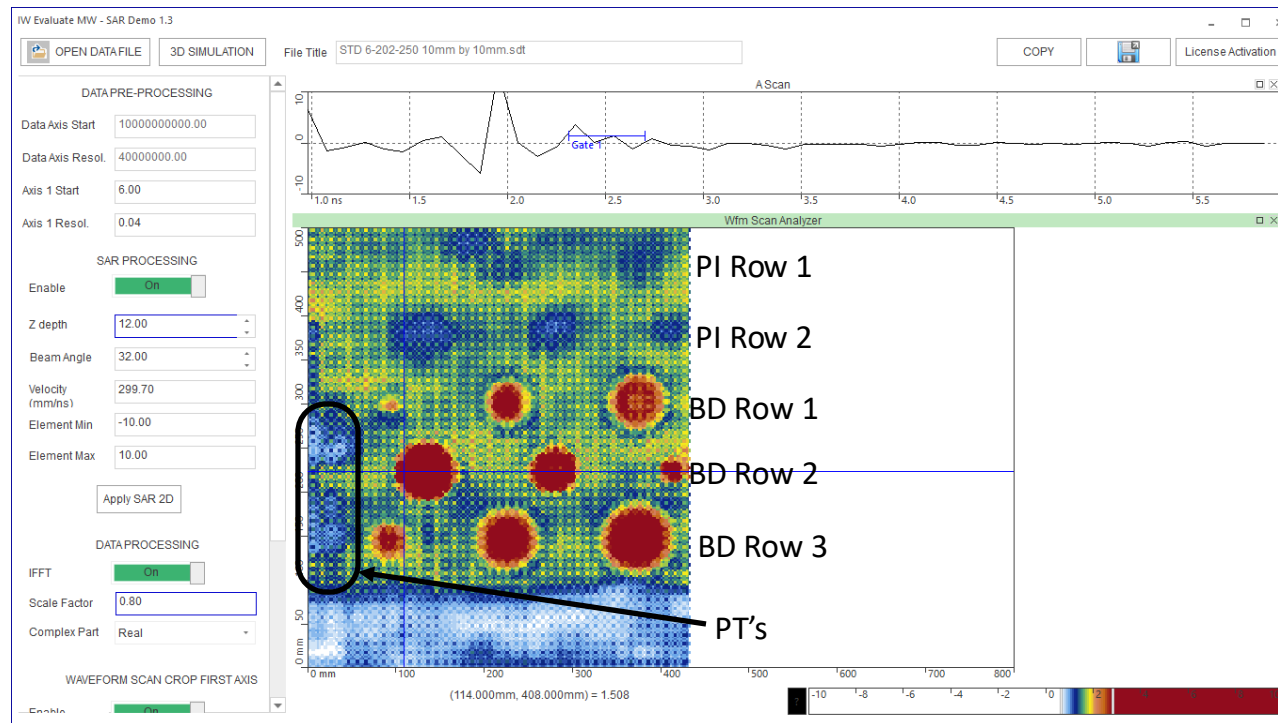 IW Evaluate MW - SAR Demo 1.3
OPEN DATA FILE
3D SIMULATION
File Title
STD 6-202-250 10mm by 10mm.sdt
COPY
License Activation
DATA PRE-PROCESSING
Data Axis Start
10000000000.00
Data Axis Resol.
40000000.00
Axis 1 Start
6.00
Axis 1 Resol.
0.04
SAR PROCESSING
Enable
On
Z depth
12.00
Beam Angle
32.00
Velocity
(mm/ns)
299.70
Element Min
-10.00
Element Max
10.00
Apply SAR 2D
DATA PROCESSING
IFFT
On
Scale Factor
0.80
Complex Part
Real
WAVEFORM SCAN CROP FIRST AXIS
Enable
On
A Scan
10
0
-10
Gate 1
1.0 ns 1.5 2.0 2.5 3.0 3.5 4.0 4.5 5.0 5.5
Wfm Scan Analyzer
500
400
350
300
50
0 mm
PI Row 1
PI Row 2
BD Row 1
BD Row 2
BD Row 3
PT's
0 mm 100 200 300 400 500 600 700 800
(114.000mm, 408.000mm) = 1.508
-10 -8 -6 -4 -2 0 2